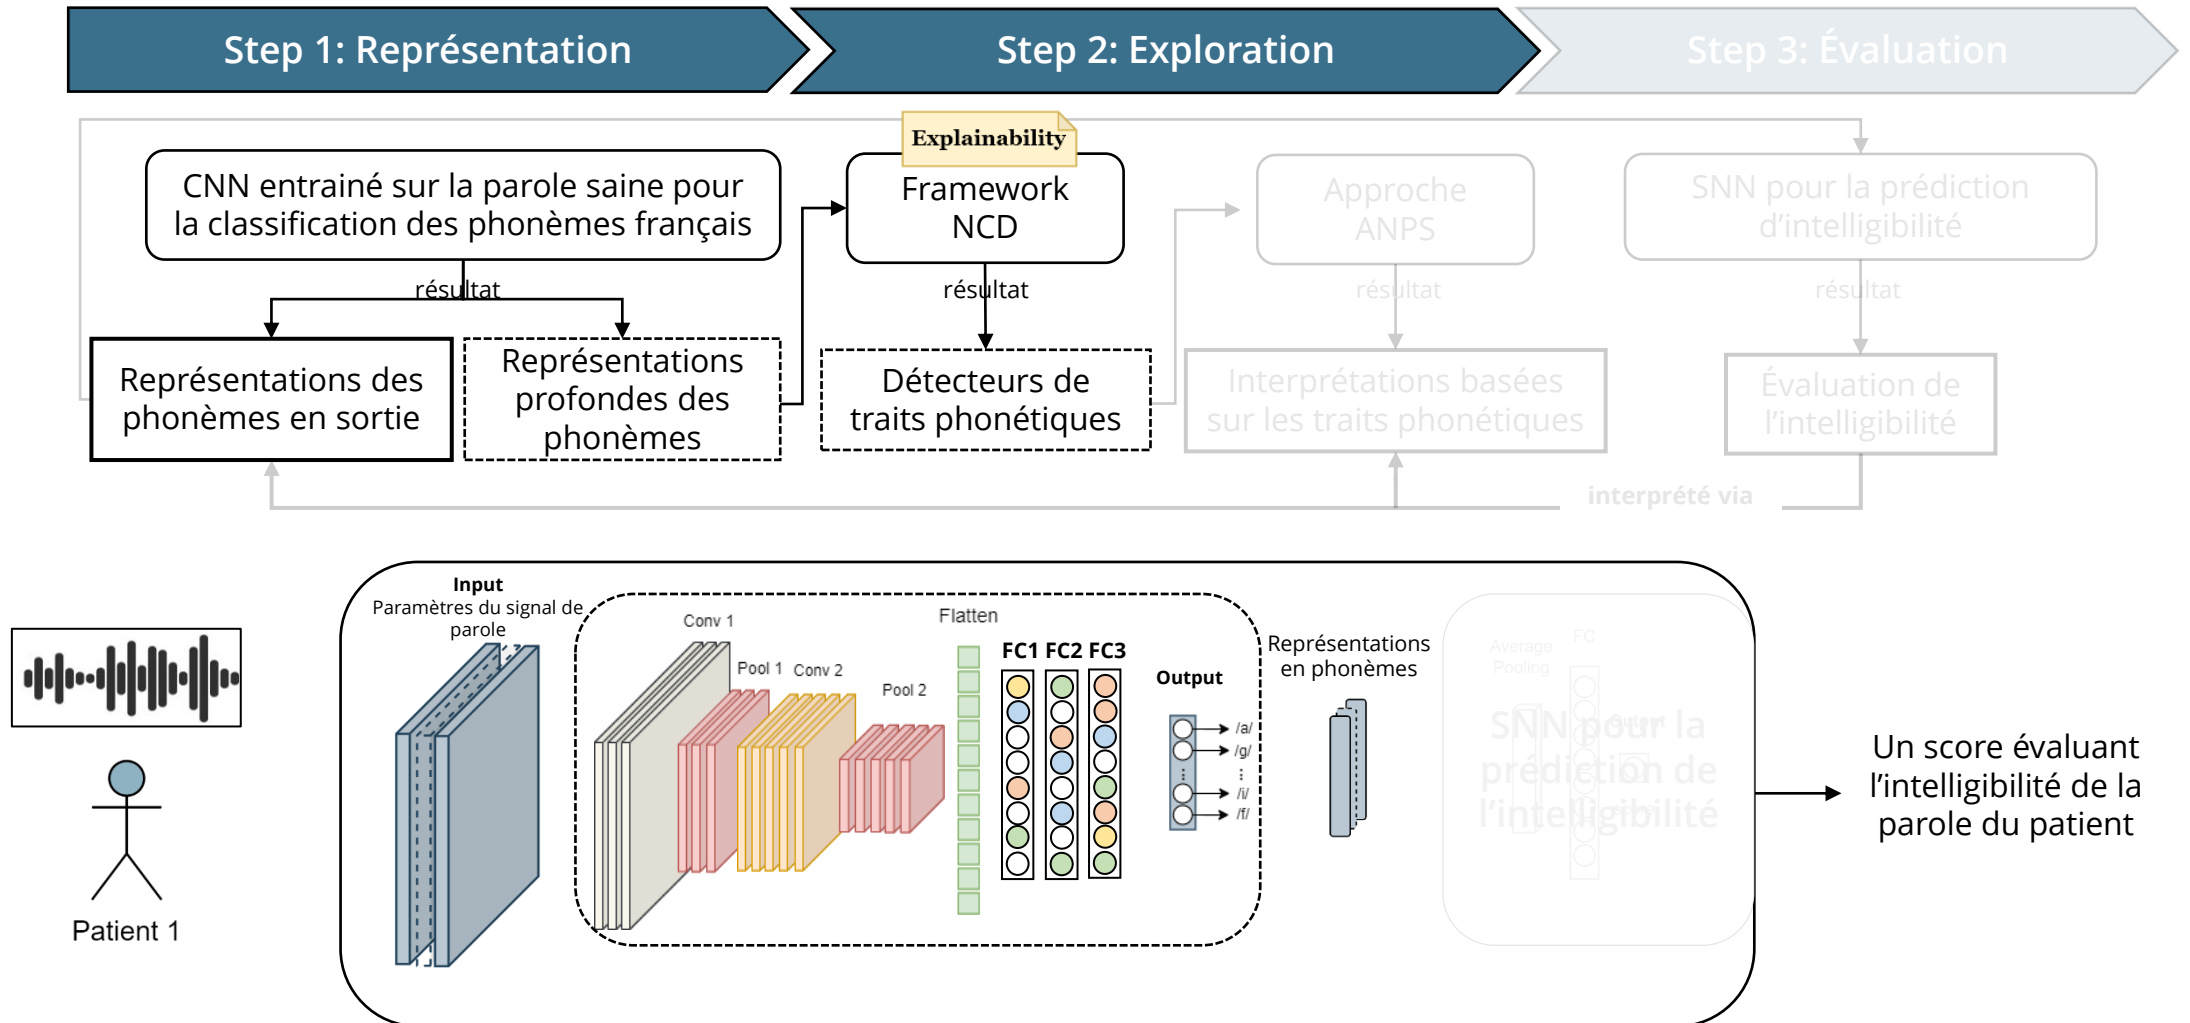 Step 1: Représentation
Step 2: Exploration
Step 3: Évaluation
Explainability
CNN entrainé sur la parole saine pour
la classification des phonèmes français
Framework
NCD
Approche
ANPS
SNN pour la prédiction
d'intelligibilité
résultat
résultat
résultat
résultat
Représentations des
phonèmes en sortie
Représentations
profondes des
phonèmes
Détecteurs de
traits phonétiques
Interprétations basées
sur les traits phonétiques
Évaluation de
l'intelligibilité
interprété via
Input
Paramètres du signal de
parole
Conv 1
Pool 1
Conv 2
Pool 2
Flatten
FC1 FC2 FC3
Output
/a/
/g/
/i/
/f/
Représentations
en phonèmes
Average
Pooling
FC
Output
SNN pour la
prédiction de
l'intelligibilité
Un score évaluant
l'intelligibilité de la
parole du patient
Patient 1